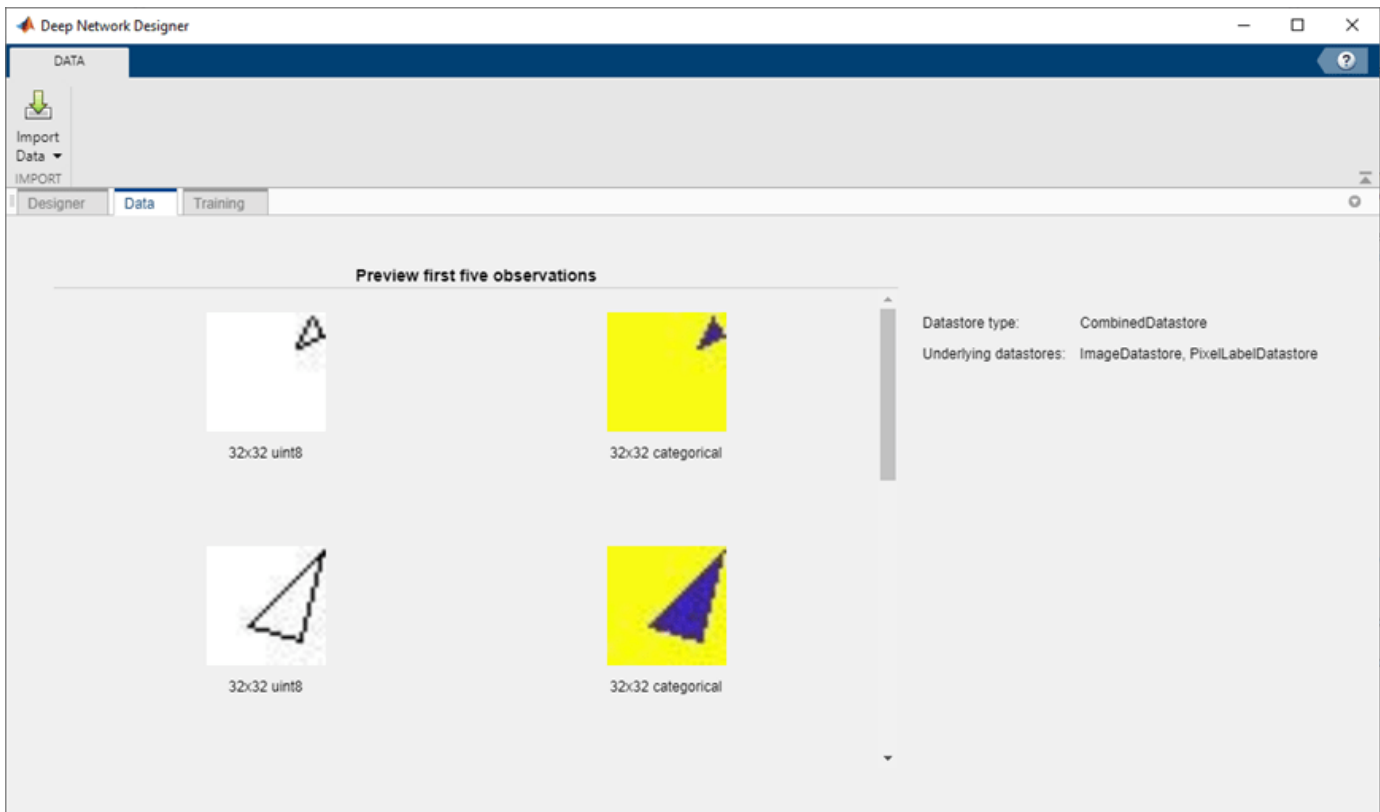 Deep Network Designer
DATA
?
Import
Data
IMPORT
Designer Data Training
Preview first five observations
32x32 uint8 32x32 categorical
32x32 uint8 32x32 categorical
Datastore type: CombinedDatastore
Underlying datastores: ImageDatastore, PixelLabelDatastore